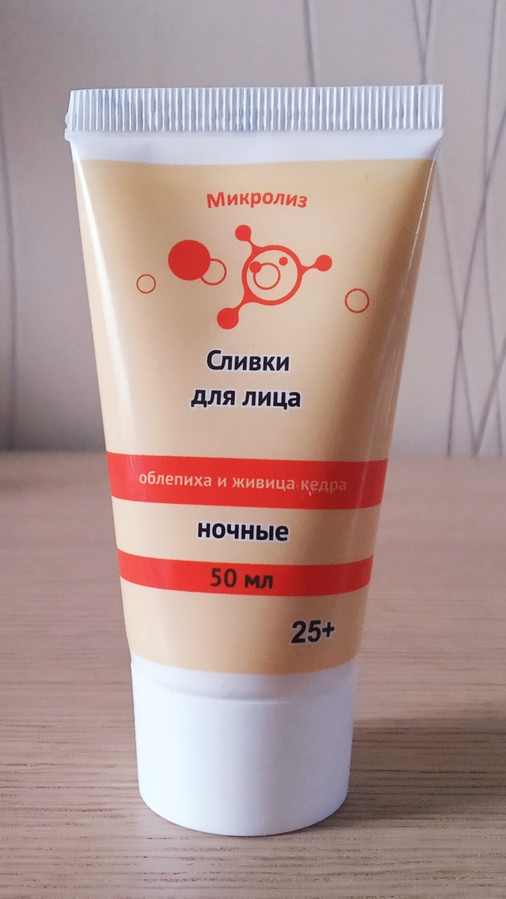 Микролиз
Сливки
для лица
облепиха и живица кедра
ночные
50 мл
25+